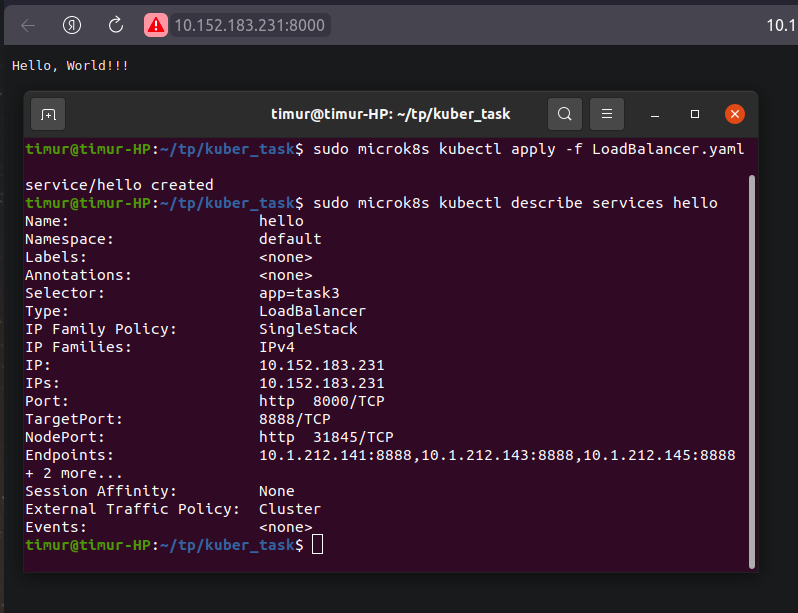 Я 10.152.183.231:8000 10.1
Hello, World!!!
timur@timur-HP: ~/tp/kuber_task
timur@timur-HP:~/tp/kuber_task$ sudo microk8s kubectl apply -f LoadBalancer.yaml
service/hello created
timur@timur-HP:~/tp/kuber_task$ sudo microk8s kubectl describe services hello
Name: hello
Namespace: default
Labels: <none>
Annotations: <none>
Selector: app=task3
Type: LoadBalancer
IP Family Policy: SingleStack
IP Families: IPv4
IP: 10.152.183.231
IPs: 10.152.183.231
Port: http 8000/TCP
TargetPort: 8888/TCP
NodePort: http 31845/TCP
Endpoints: 10.1.212.141:8888,10.1.212.143:8888,10.1.212.145:8888
+ 2 more...
Session Affinity: None
External Traffic Policy: Cluster
Events: <none>
timur@timur-HP:~/tp/kuber_task$